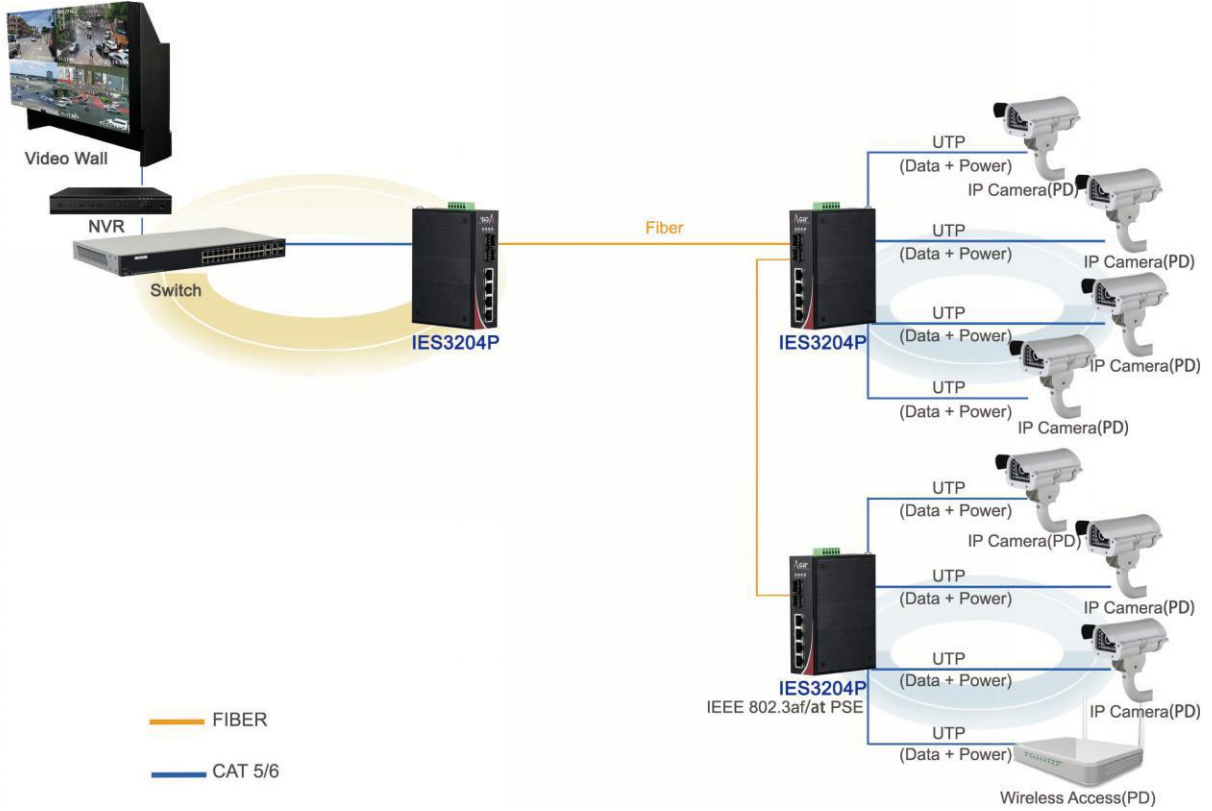 Video Wall
NVR
Switch
IES3204P
Fiber
IES3204P
UTP
(Data + Power)
IP Camera(PD)
UTP
(Data + Power)
IP Camera(PD)
UTP
(Data + Power)
IP Camera(PD)
UTP
(Data + Power)
IP Camera(PD)
UTP
(Data + Power)
IP Camera(PD)
UTP
(Data + Power)
IP Camera(PD)
UTP
(Data + Power)
IP Camera(PD)
IES3204P
IEEE 802.3af/at PSE
UTP
(Data + Power)
Wireless Access(PD)
FIBER
CAT 5/6